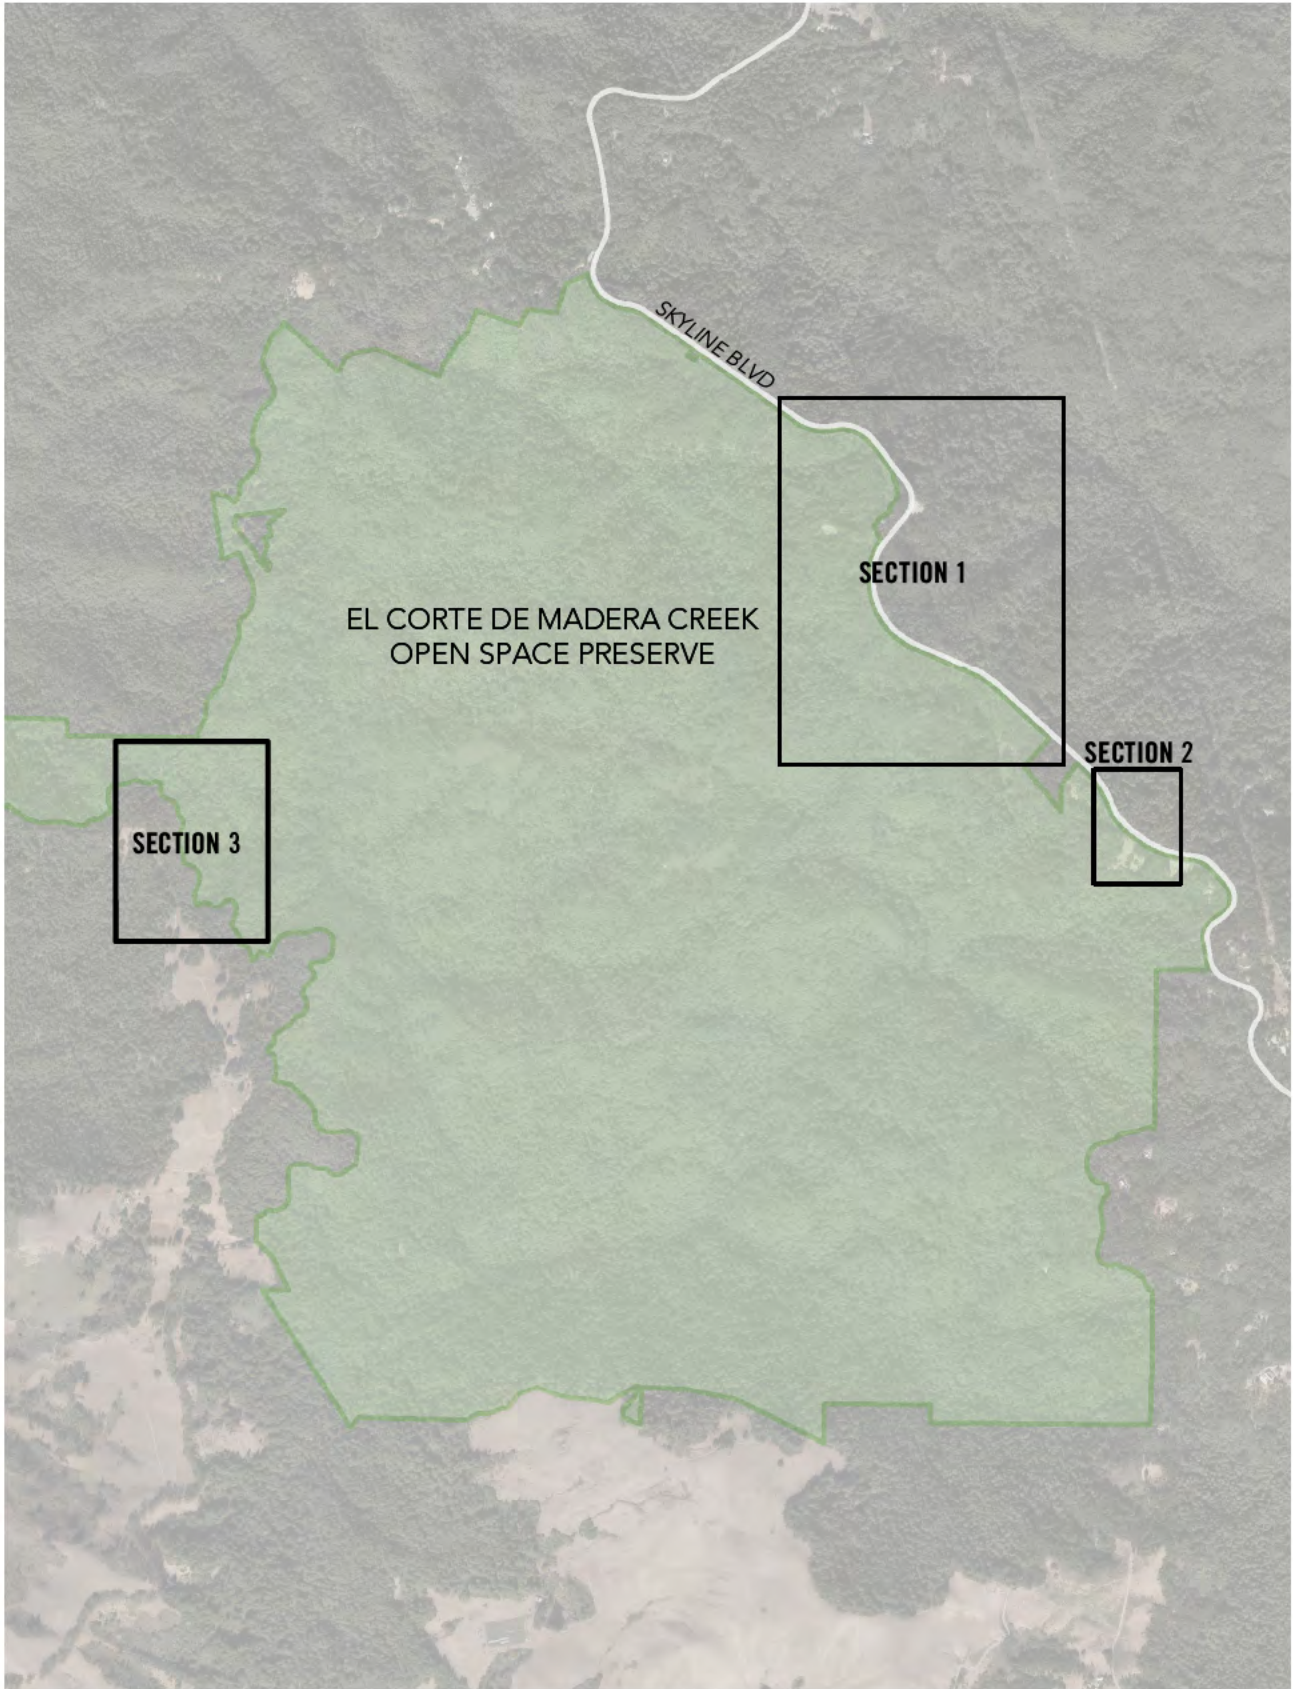 SKYLINE BLVD
SECTION 1
EL CORTE DE MADERA CREEK
OPEN SPACE PRESERVE
SECTION 2
SECTION 3